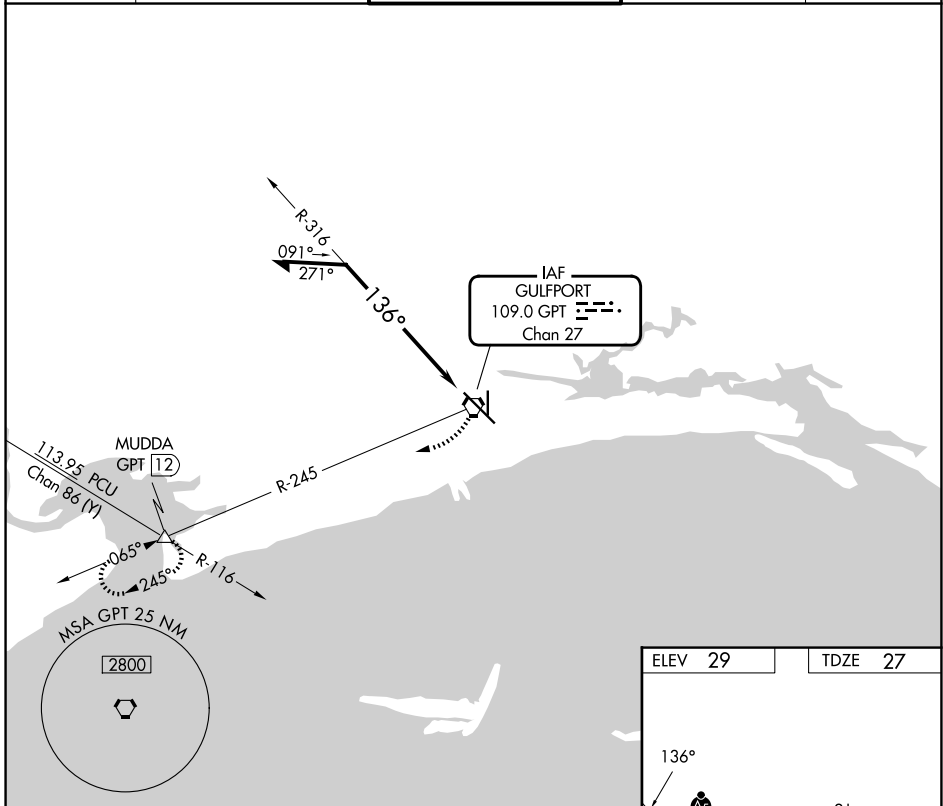 R-316
091°
271°
136°
IAF
GULFPORT
109.0 GPT
Chan 27
MUDDA
GPT 12
113.95 PCU
Chan 86 (Y)
R-245
065°
245°
R-116
MSA GPT 25 NM
2800
ELEV 29
TDZE 27
136°